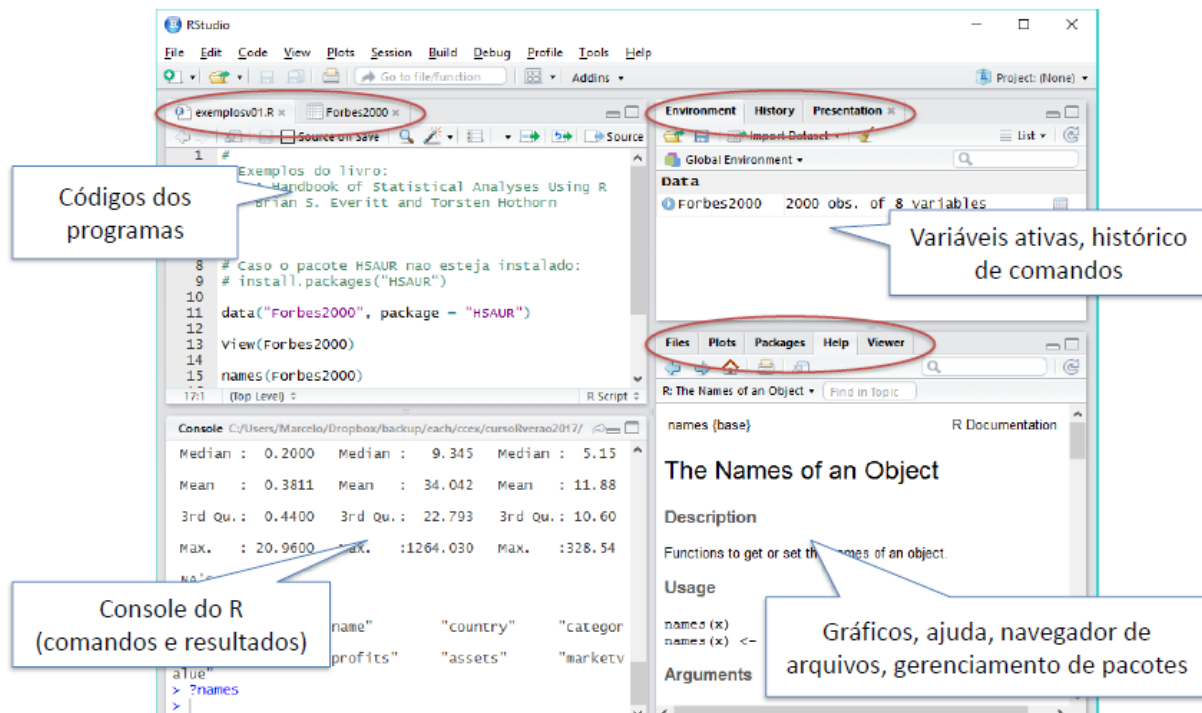 RStudio
File Edit Code View Plots Session Build Debug Profile Tools Help
Go to file/function Addins Project: (None)
exemplosv01.R Forbes2000
Source on Save Source
1 #
Exemplos do livro:
A Handbook of Statistical Analyses Using R
Brian S. Everitt and Torsten Hothorn
8 # Caso o pacote HSAUR nao esteja instalado:
9 # install.packages("HSAUR")
10
11 data("Forbes2000", package = "HSAUR")
12
13 View(Forbes2000)
14
15 names(Forbes2000)
17:1 (Top Level) R Script
Códigos dos
programas
Console C:/Users/Marcelo/Dropbox/backup/each/ccex/cursoRverao2017/
Median : 0.2000 Median : 9.345 Median : 5.15
Mean : 0.3811 Mean : 34.042 Mean : 11.88
3rd Qu.: 0.4400 3rd Qu.: 22.793 3rd Qu.: 10.60
Max. : 20.9600 Max. :1264.030 Max. :328.54
NA's
name" "country" "categor
profits" "assets" "marketv
alue"
> ?names
>
Console do R
(comandos e resultados)
Environment History Presentation
Import Dataset List
Global Environment
Data
Forbes2000 2000 obs. of 8 variables
Variáveis ativas, histórico
de comandos
Files Plots Packages Help Viewer
R: The Names of an Object Find in Topic
names {base} R Documentation
The Names of an Object
Description
Functions to get or set the names of an object.
Usage
names(x)
names(x) <-
Arguments
Gráficos, ajuda, navegador de
arquivos, gerenciamento de pacotes